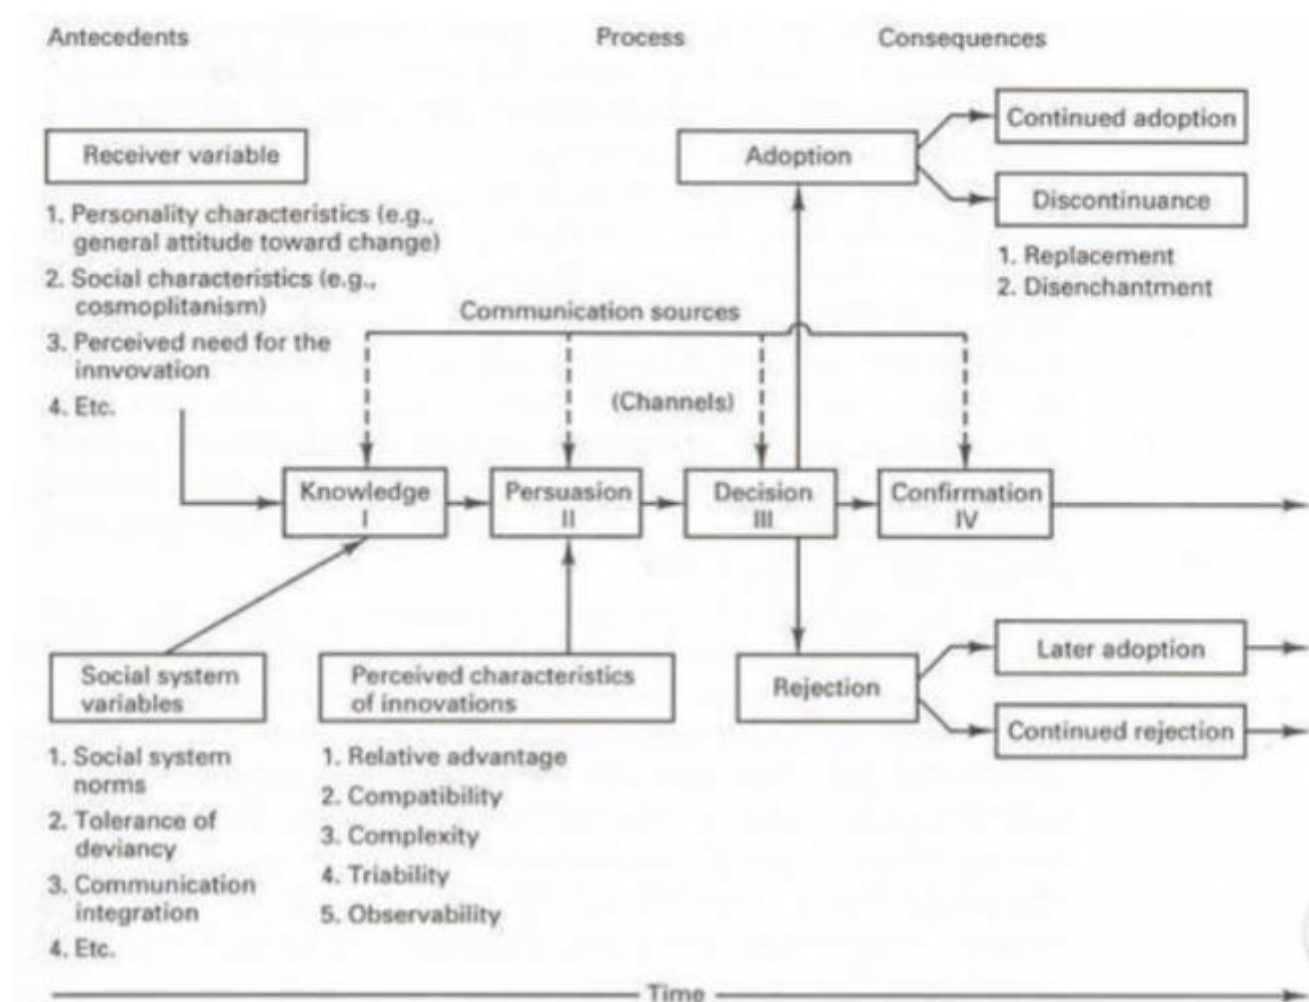 Antecedents
Process
Consequences
Receiver variable
1. Personality characteristics (e.g.,
general attitude toward change)
2. Social characteristics (e.g.,
cosmoplitanism)
3. Perceived need for the
innvovation
4. Etc.
Adoption
Continued adoption
Discontinuance
1. Replacement
2. Disenchantment
Communication sources
(Channels)
Knowledge
I
Persuasion
II
Decision
III
Confirmation
IV
Social system
variables
1. Social system
norms
2. Tolerance of
deviancy
3. Communication
integration
4. Etc.
Perceived characteristics
of innovations
1. Relative advantage
2. Compatibility
3. Complexity
4. Triability
5. Observability
Rejection
Later adoption
Continued rejection
Time